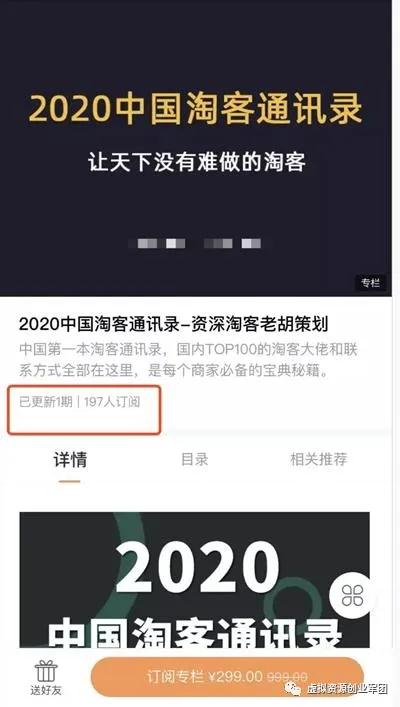 2020中国淘客通讯录
让天下没有难做的淘客
专栏
2020中国淘客通讯录-资深淘客老胡策划
中国第一本淘客通讯录，国内TOP100的淘客大佬和联
系方式全部在这里，是每个商家必备的宝典秘籍。
已更新1期 | 197人订阅
详情 目录 相关推荐
2020
中国淘客通讯录
送好友
订阅专栏 ¥299.00 999.00
虚拟资源创业军团